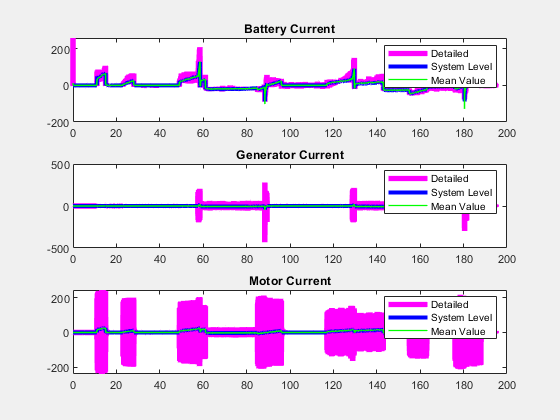 Battery Current
200
0
-200
Detailed
System Level
Mean Value
0 20 40 60 80 100 120 140 160 180 200
Generator Current
500
0
-500
Detailed
System Level
Mean Value
0 20 40 60 80 100 120 140 160 180 200
Motor Current
200
0
-200
Detailed
System Level
Mean Value
0 20 40 60 80 100 120 140 160 180 200